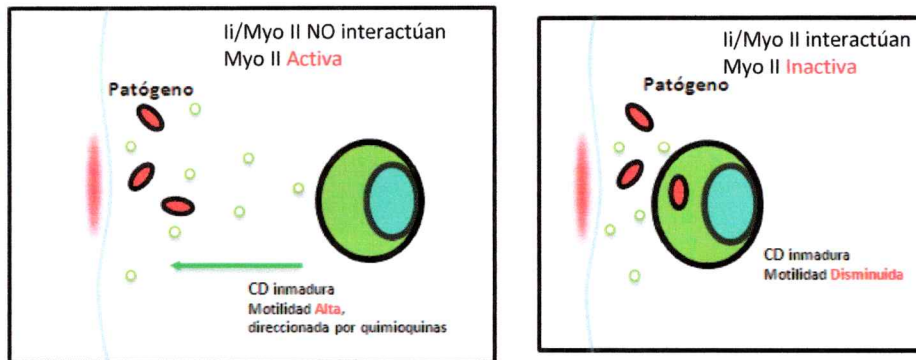 Ii/Myo II NO interactúan
Myo II Activa
Patógeno
CD inmadura
Motilidad Alta,
direccionada por quimioquinas
Ii/Myo II interactúan
Myo II Inactiva
Patógeno
CD inmadura
Motilidad Disminuida